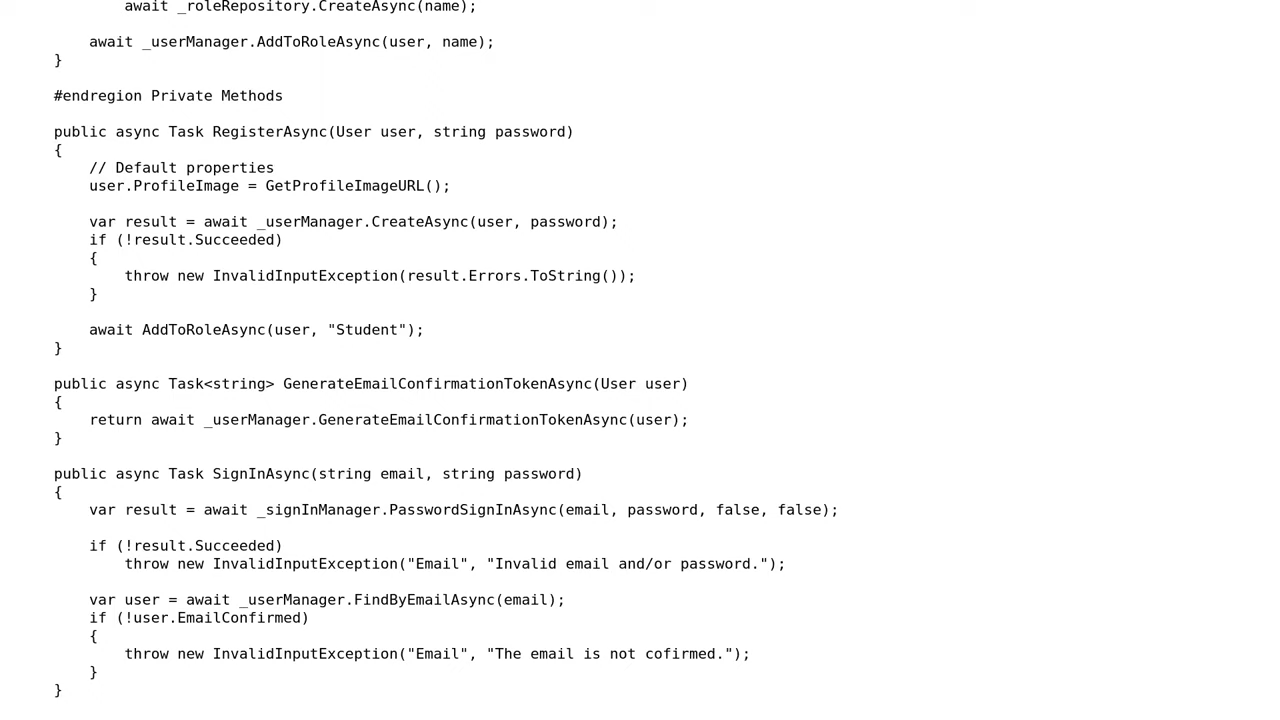 await _roleRepository.CreateAsync(name);
await _userManager.AddToRoleAsync(user, name);
}
#endregion Private Methods
public async Task RegisterAsync(User user, string password)
{
// Default properties
user.ProfileImage = GetProfileImageURL();
var result = await _userManager.CreateAsync(user, password);
if (!result.Succeeded)
{
throw new InvalidInputException(result.Errors.ToString());
}
await AddToRoleAsync(user, "Student");
}
public async Task<string> GenerateEmailConfirmationTokenAsync(User user)
{
return await _userManager.GenerateEmailConfirmationTokenAsync(user);
}
public async Task SignInAsync(string email, string password)
{
var result = await _signInManager.PasswordSignInAsync(email, password, false, false);
if (!result.Succeeded)
throw new InvalidInputException("Email", "Invalid email and/or password.");
var user = await _userManager.FindByEmailAsync(email);
if (!user.EmailConfirmed)
{
throw new InvalidInputException("Email", "The email is not cofirmed.");
}
}